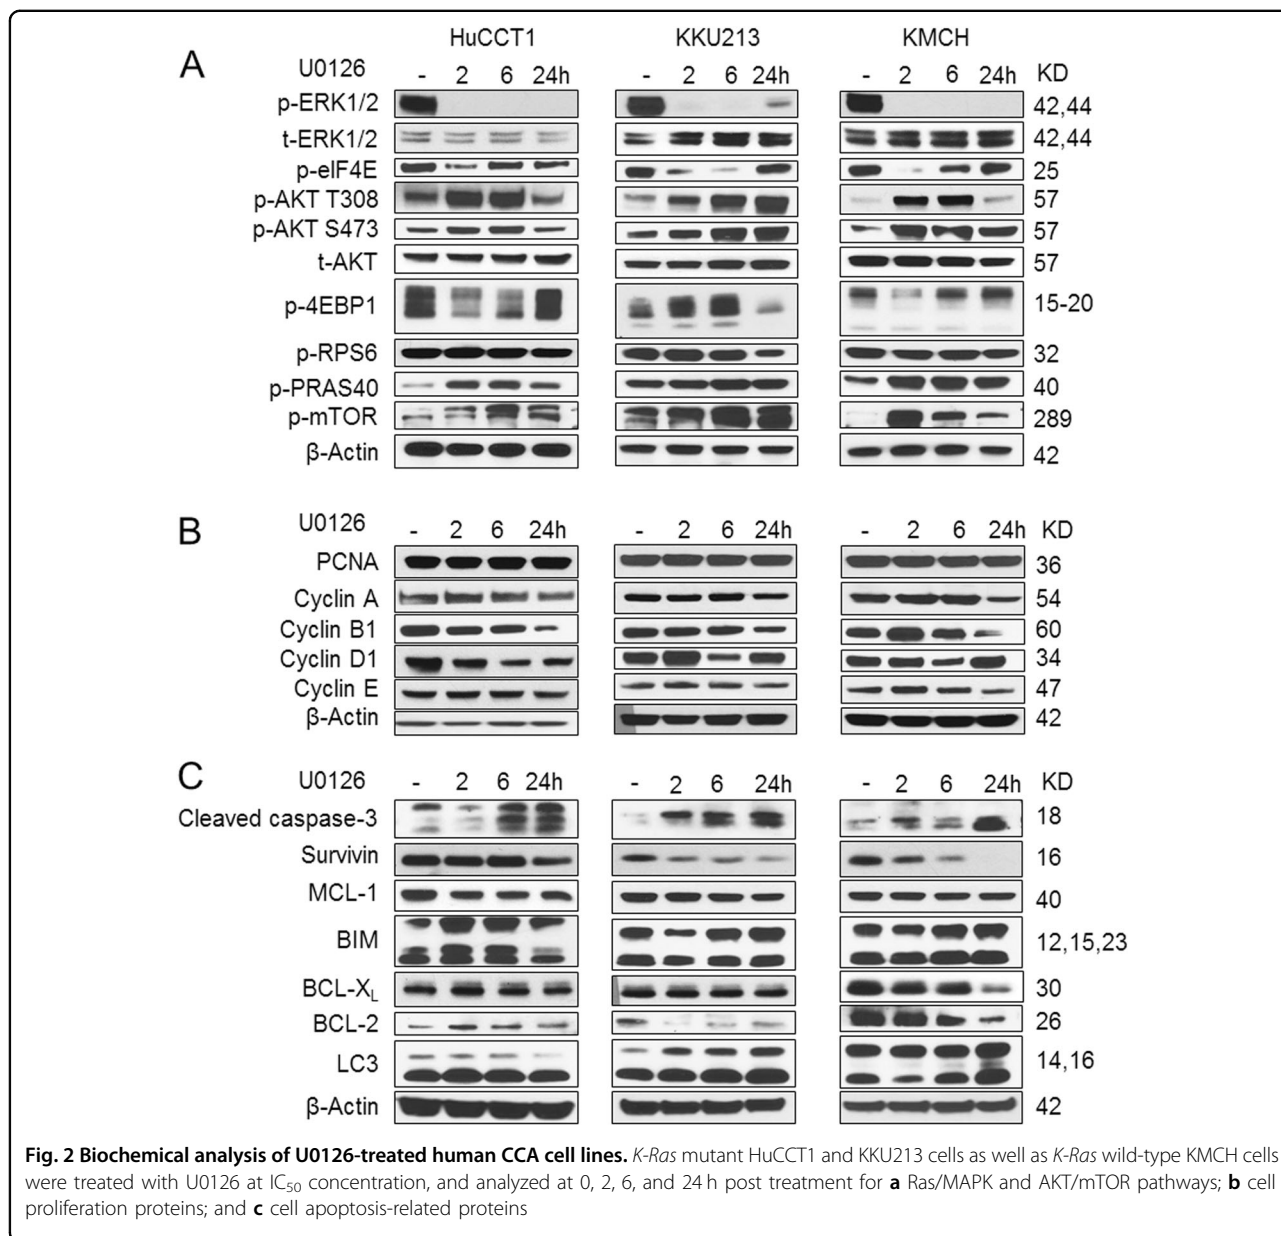 HuCCT1 KKU213 KMCH
A U0126 - 2 6 24h - 2 6 24h - 2 6 24h KD
p-ERK1/2 42,44
t-ERK1/2 42,44
p-eIF4E 25
p-AKT T308 57
p-AKT S473 57
t-AKT 57
p-4EBP1 15-20
p-RPS6 32
p-PRAS40 40
p-mTOR 289
β-Actin 42
B U0126 - 2 6 24h - 2 6 24h - 2 6 24h KD
PCNA 36
Cyclin A 54
Cyclin B1 60
Cyclin D1 34
Cyclin E 47
β-Actin 42
C U0126 - 2 6 24h - 2 6 24h - 2 6 24h KD
Cleaved caspase-3 18
Survivin 16
MCL-1 40
BIM 12,15,23
BCL-XL 30
BCL-2 26
LC3 14,16
β-Actin 42
Fig. 2 Biochemical analysis of U0126-treated human CCA cell lines. K-Ras mutant HuCCT1 and KKU213 cells as well as K-Ras wild-type KMCH cells
were treated with U0126 at IC50 concentration, and analyzed at 0, 2, 6, and 24 h post treatment for a Ras/MAPK and AKT/mTOR pathways; b cell
proliferation proteins; and c cell apoptosis-related proteins